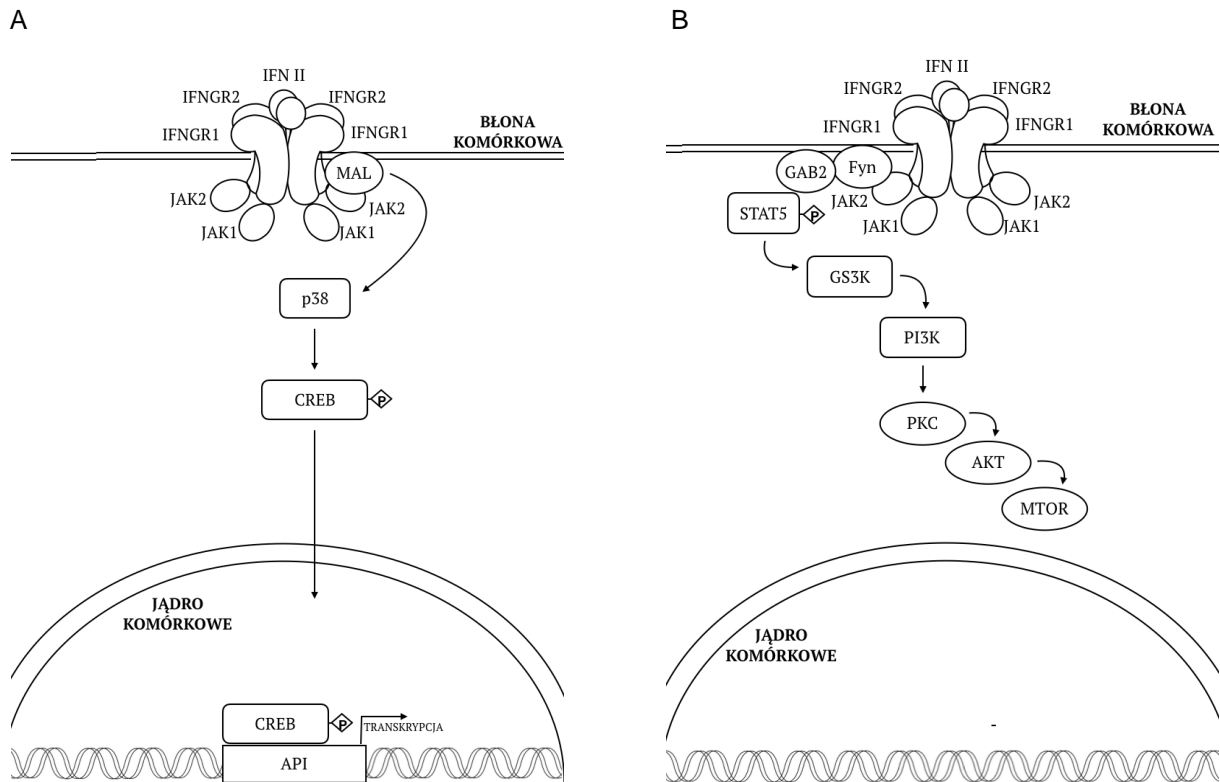 A
IFN II
IFNGR2
IFNGR2
IFNGR1
IFNGR1
BŁONA
KOMÓRKOWA
MAL
JAK2
JAK2
JAK1
JAK1
p38
CREB
P
JĄDRO
KOMÓRKOWE
CREB
P
TRANSKRYPCJA
API
B
IFN II
IFNGR2
IFNGR2
IFNGR1
IFNGR1
BŁONA
KOMÓRKOWA
GAB2
Fyn
STAT5
P
JAK2
JAK2
JAK1
JAK1
GS3K
PI3K
PKC
AKT
MTOR
JĄDRO
KOMÓRKOWE
-